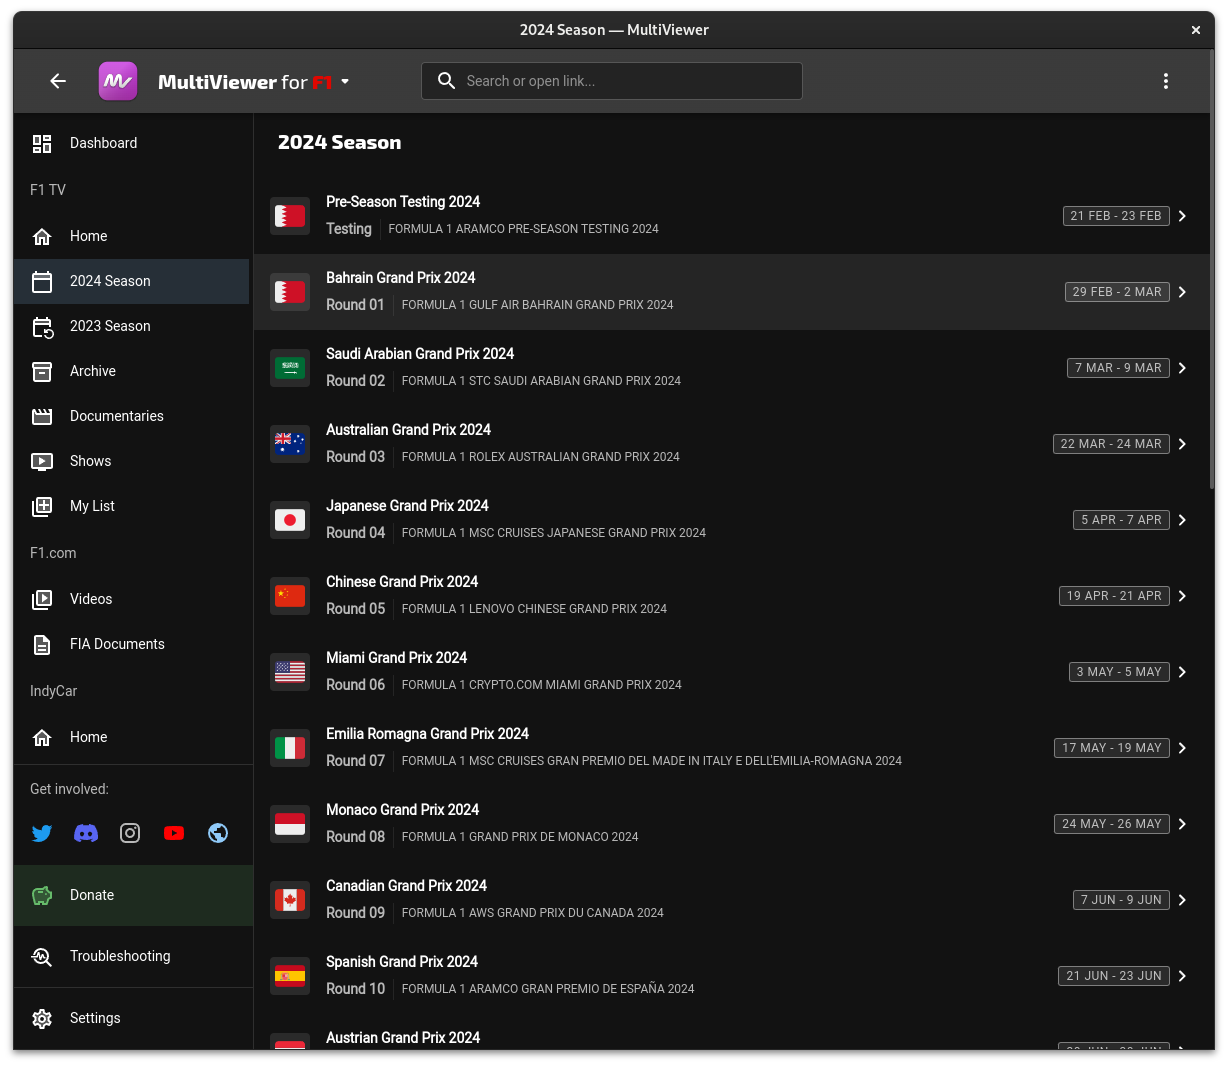 2024 Season — MultiViewer
MultiViewer for F1
Search or open link...
Dashboard
F1 TV
Home
2024 Season
2023 Season
Archive
Documentaries
Shows
My List
F1.com
Videos
FIA Documents
IndyCar
Home
Get involved:
Donate
Troubleshooting
Settings
2024 Season
Pre-Season Testing 2024
Testing FORMULA 1 ARAMCO PRE-SEASON TESTING 2024
21 FEB - 23 FEB
Bahrain Grand Prix 2024
Round 01 FORMULA 1 GULF AIR BAHRAIN GRAND PRIX 2024
29 FEB - 2 MAR
Saudi Arabian Grand Prix 2024
Round 02 FORMULA 1 STC SAUDI ARABIAN GRAND PRIX 2024
7 MAR - 9 MAR
Australian Grand Prix 2024
Round 03 FORMULA 1 ROLEX AUSTRALIAN GRAND PRIX 2024
22 MAR - 24 MAR
Japanese Grand Prix 2024
Round 04 FORMULA 1 MSC CRUISES JAPANESE GRAND PRIX 2024
5 APR - 7 APR
Chinese Grand Prix 2024
Round 05 FORMULA 1 LENOVO CHINESE GRAND PRIX 2024
19 APR - 21 APR
Miami Grand Prix 2024
Round 06 FORMULA 1 CRYPTO.COM MIAMI GRAND PRIX 2024
3 MAY - 5 MAY
Emilia Romagna Grand Prix 2024
Round 07 FORMULA 1 MSC CRUISES GRAN PREMIO DEL MADE IN ITALY E DELL'EMILIA-ROMAGNA 2024
17 MAY - 19 MAY
Monaco Grand Prix 2024
Round 08 FORMULA 1 GRAND PRIX DE MONACO 2024
24 MAY - 26 MAY
Canadian Grand Prix 2024
Round 09 FORMULA 1 AWS GRAND PRIX DU CANADA 2024
7 JUN - 9 JUN
Spanish Grand Prix 2024
Round 10 FORMULA 1 ARAMCO GRAN PREMIO DE ESPAÑA 2024
21 JUN - 23 JUN
Austrian Grand Prix 2024